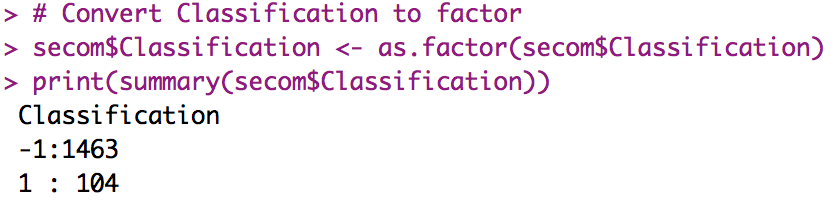 > # Convert Classification to factor
> secom$Classification <- as.factor(secom$Classification)
> print(summary(secom$Classification))
 Classification
 -1:1463
 1 : 104